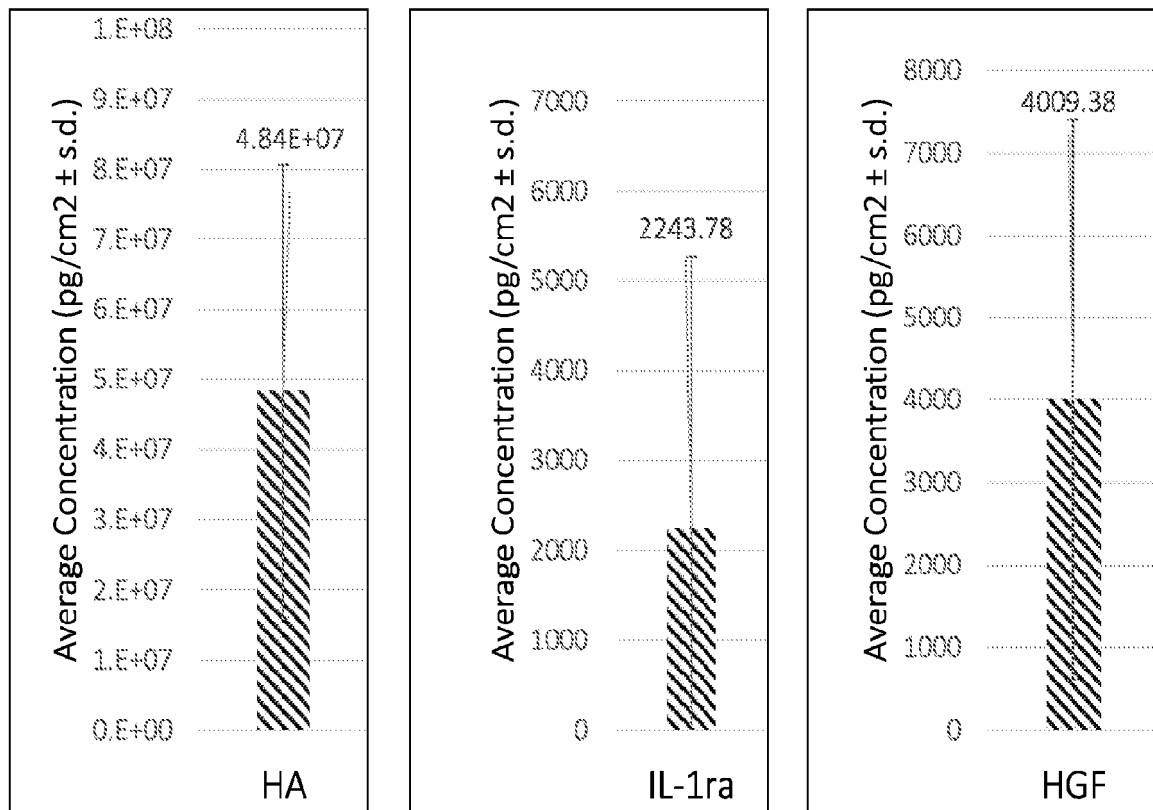 Average Concentration (pg/cm2 ± s.d.)
1.E+08
9.E+07
8.E+07
7.E+07
6.E+07
5.E+07
4.E+07
3.E+07
2.E+07
1.E+07
0.E+00
4.84E+07
HA
Average Concentration (pg/cm2 ± s.d.)
7000
6000
5000
4000
3000
2000
1000
0
2243.78
IL-1ra
Average Concentration (pg/cm2 ± s.d.)
8000
7000
6000
5000
4000
3000
2000
1000
0
4009.38
HGF